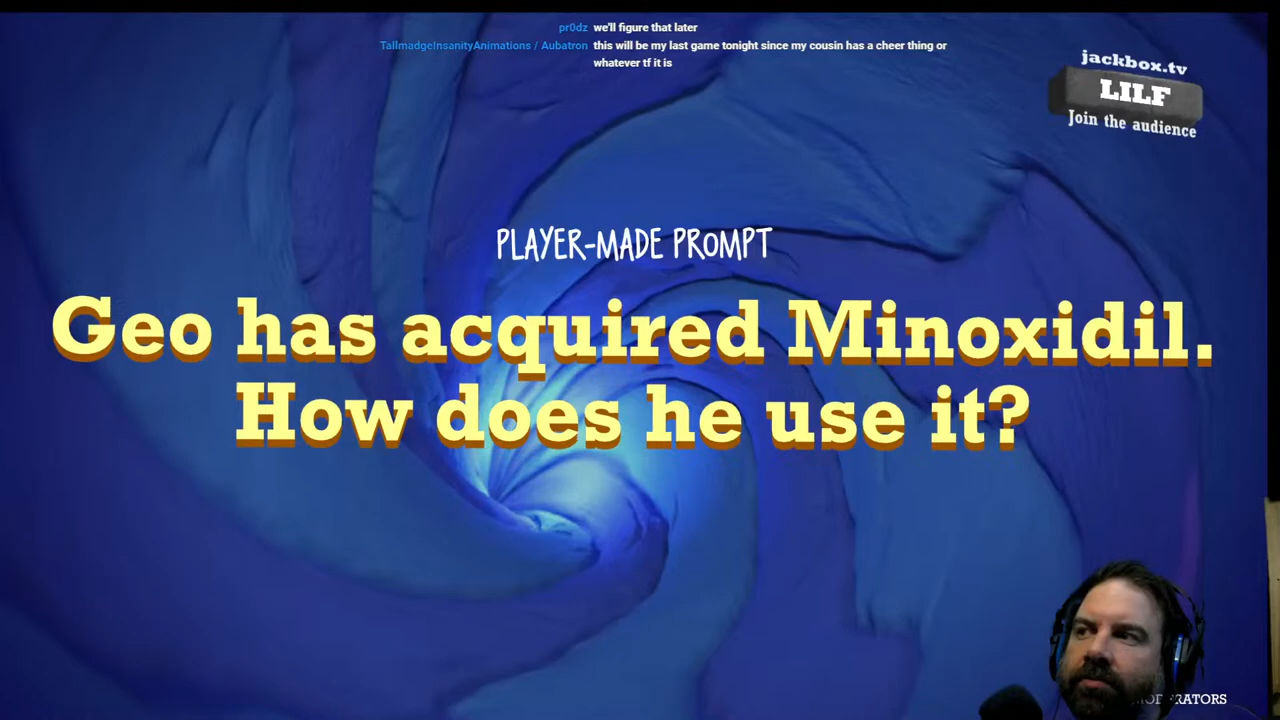 pr0dz we'll figure that later
TallmadgeInsanityAnimations / Aubatron this will be my last game tonight since my cousin has a cheer thing or
whatever tf it is
jackbox.tv
LILF
Join the audience
PLAYER-MADE PROMPT
Geo has acquired Minoxidil.
How does he use it?